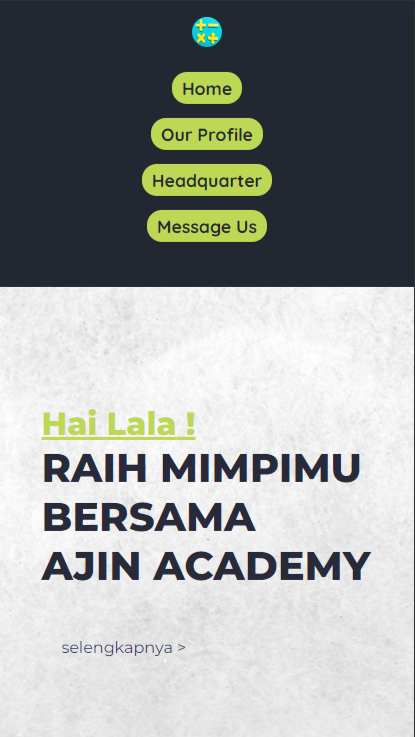 Home
Our Profile
Headquarter
Message Us
Hai Lala !
RAIH MIMPIMU
BERSAMA
AJIN ACADEMY
selengkapnya >